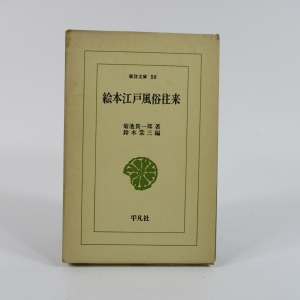 東洋文庫 50
絵本江戸風俗往来
菊池貴一郎 著
鈴木棠三 編
平凡社